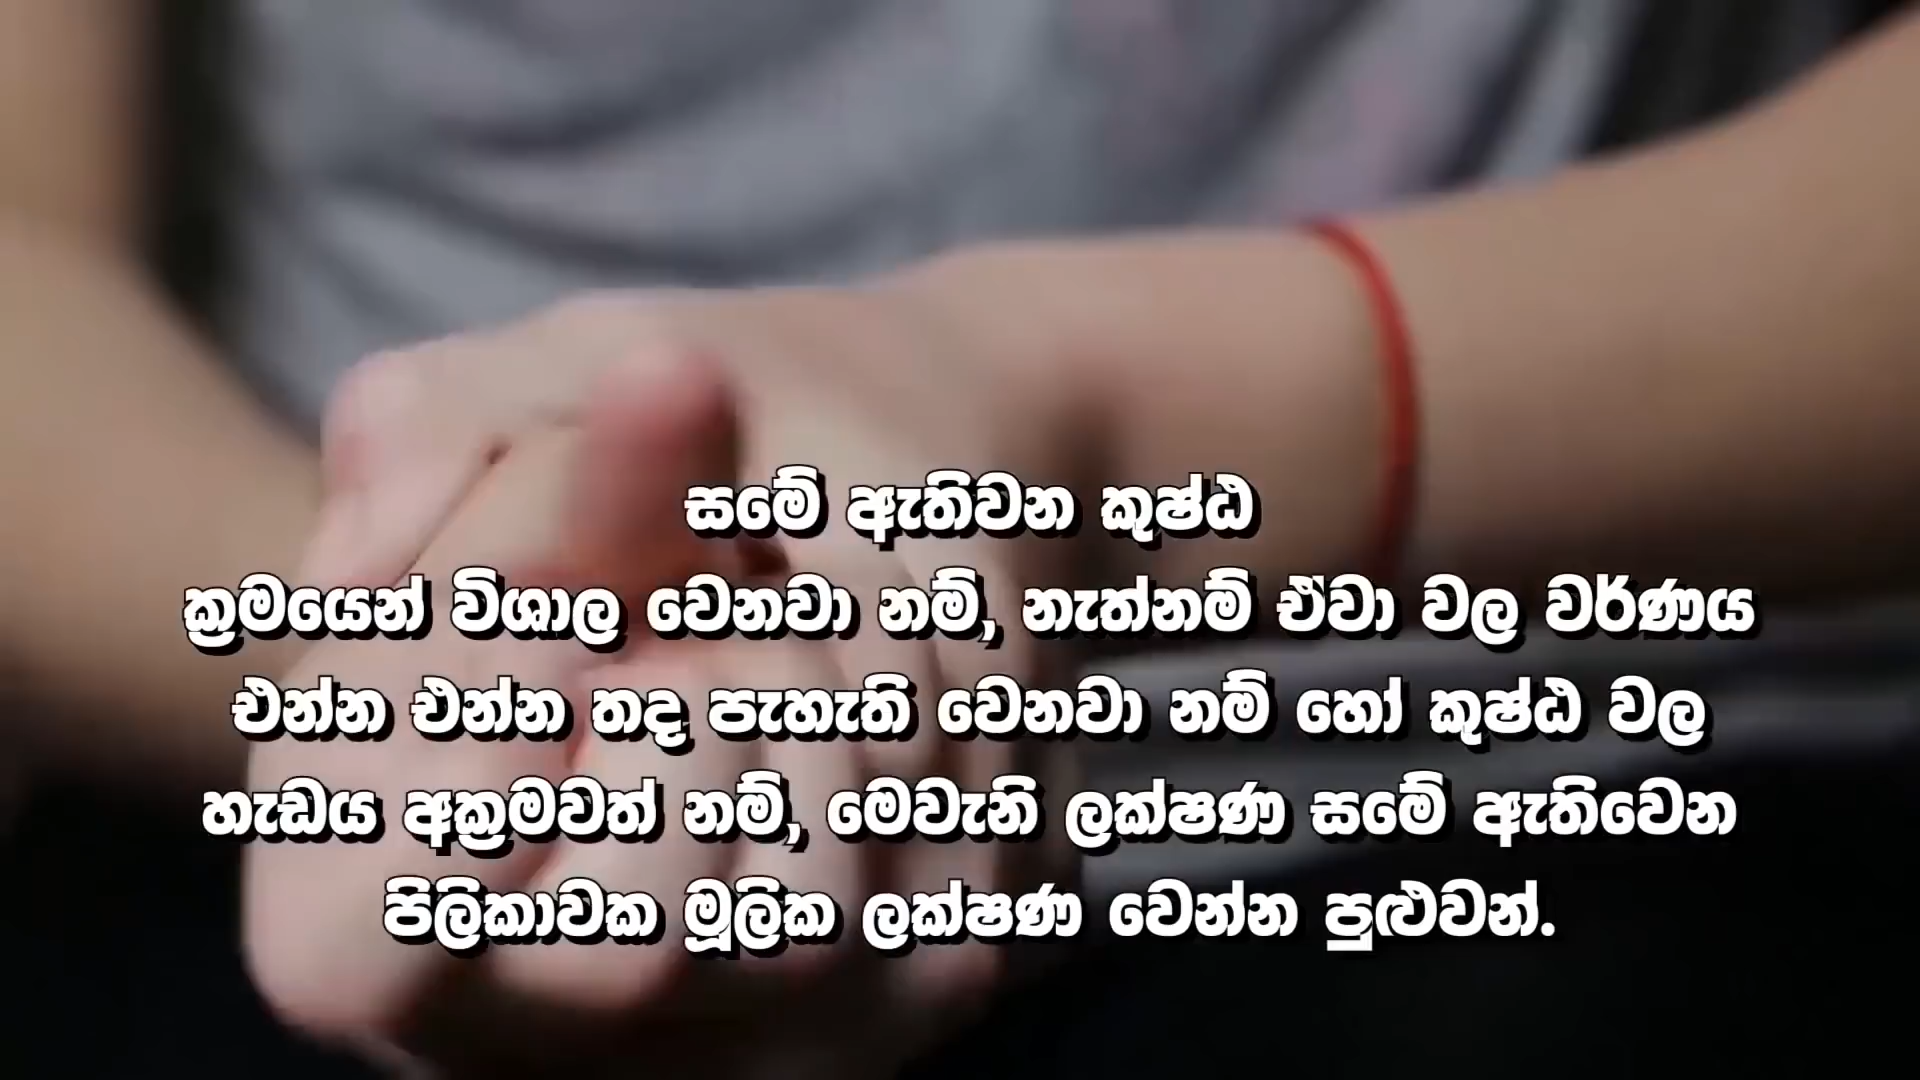 සමේ ඇතිවන කුෂ්ඨ
ක්‍රමයෙන් විශාල වෙනවා නම්, නැත්නම් ඒවා වල වර්ණය
එන්න එන්න තද පැහැති වෙනවා නම් හෝ කුෂ්ඨ වල
හැඩය අක්‍රමවත් නම්, මෙවැනි ලක්ෂණ සමේ ඇතිවෙන
පිලිකාවක මූලික ලක්ෂණ වෙන්න පුළුවන්.